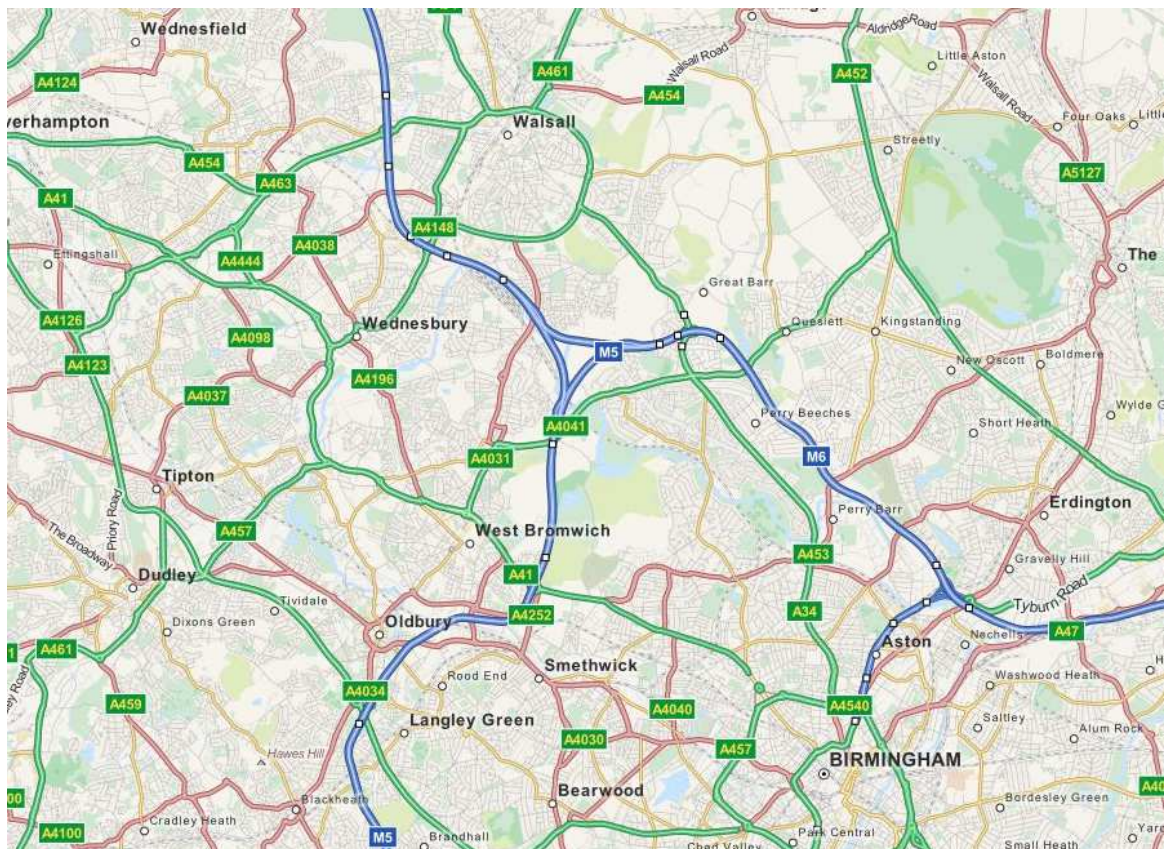 Wednesfield
Aldridge Road
Little Aston
A461
A452
A4124
Walsall Road
A454
Walsall Road
verhampton
Walsall
Four Oaks
Streetly
A454
A463
A5127
A41
A4148
A4038
Ettingshall
A4444
The
Great Barr
A4126
Wednesbury
A4098
Queslett
Kingstanding
A4123
M5
New Oscott
Boldmere
A4196
A4037
Perry Beeches
Short Heath
A4041
A4031
M6
Tipton
Erdington
Priory Road
Perry Barr
A457
West Bromwich
The Broadway
A453
Gravelly Hill
Dudley
A41
Tyburn Road
Tividale
A4252
A34
Dixons Green
Oldbury
Aston
Nechells
A47
A461
Smethwick
Rood End
Washwood Heath
A4034
A459
A4040
A4540
Langley Green
Saltley
Alum Rock
A4030
A457
Hawes Hill
BIRMINGHAM
Bearwood
Blackheath
Bordesley Green
A4100
Cradley Heath
M5
Brandhall
Park Central
Small Heath